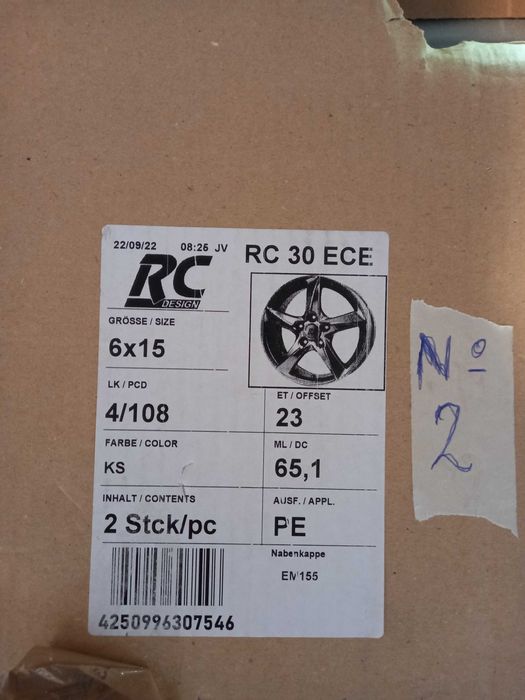 22/09/22 08:25 JV
RC 30 ECE
RC
DESIGN
GRÖSSE / SIZE
6x15
LK / PCD
4/108
ET / OFFSET
23
FARBE / COLOR
KS
ML / DC
65,1
INHALT / CONTENTS
2 Stck/pc
AUSF. / APPL.
PE
Nabenkappe
EM155
4250996307546
Nº
2